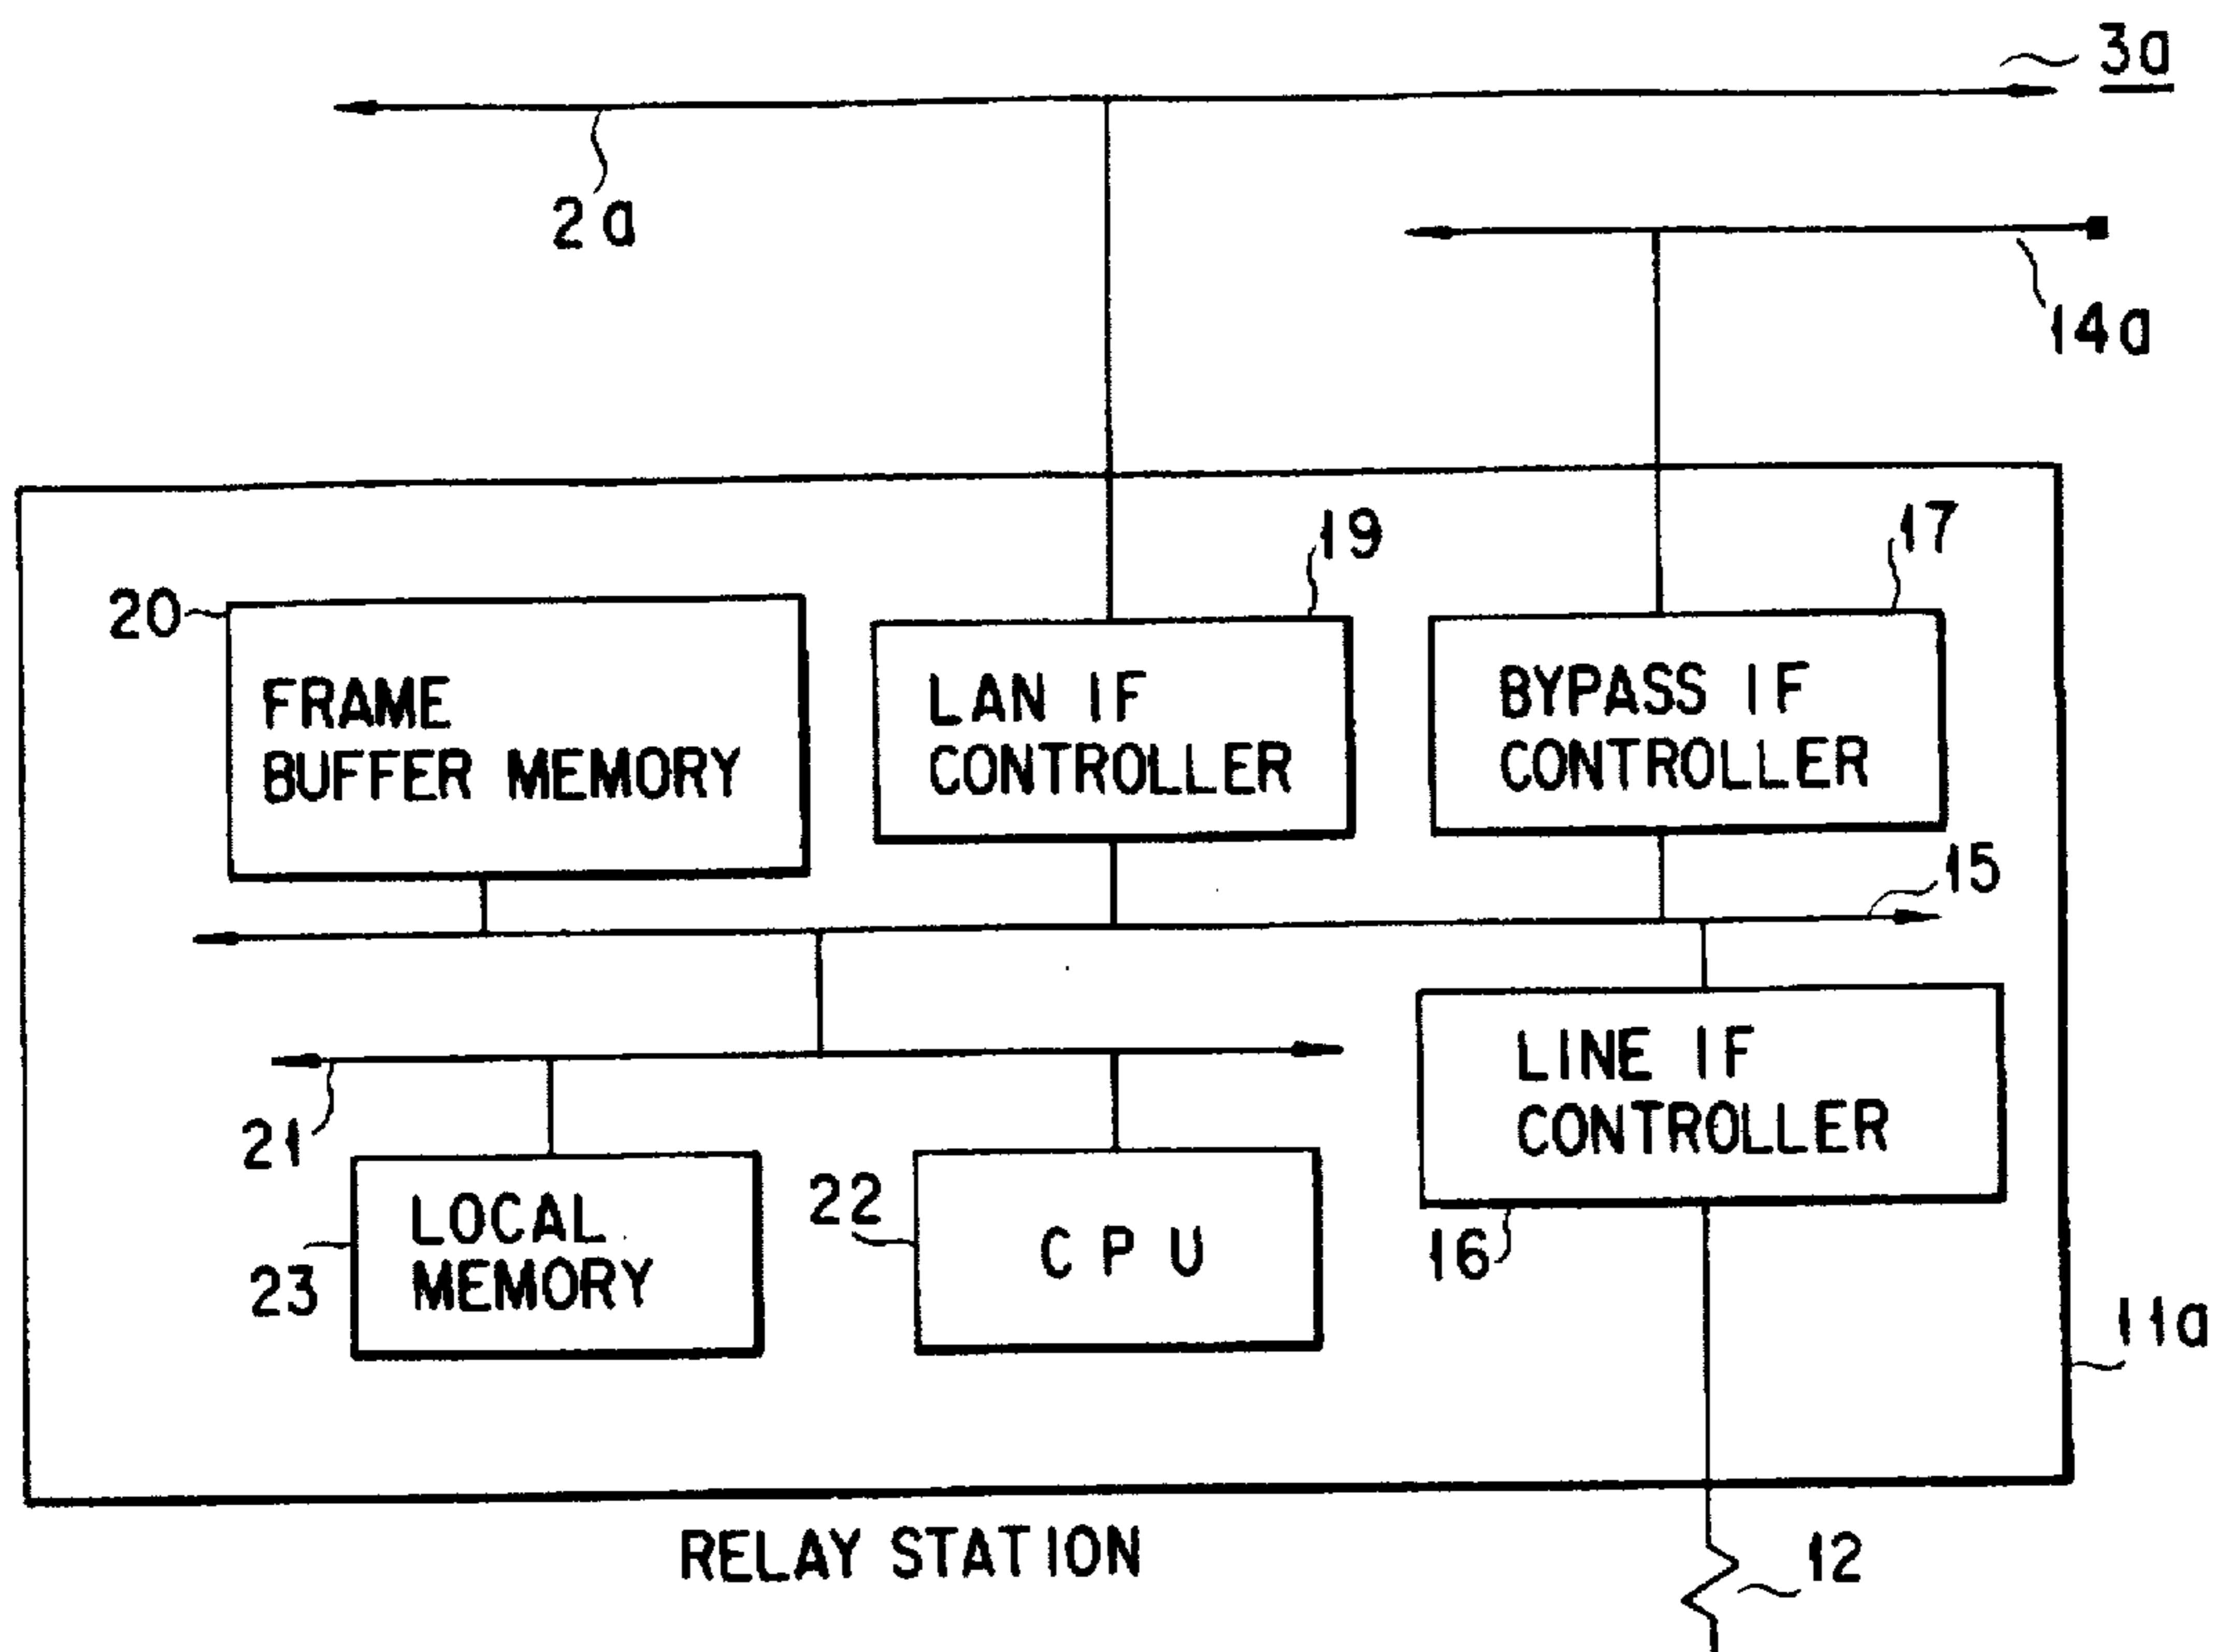 3a
2a
14a
19
17
20
FRAME
BUFFER MEMORY
LAN IF
CONTROLLER
BYPASS IF
CONTROLLER
15
21
LINE IF
CONTROLLER
22
LOCAL
MEMORY
23
CPU
16
11a
RELAY STATION
12